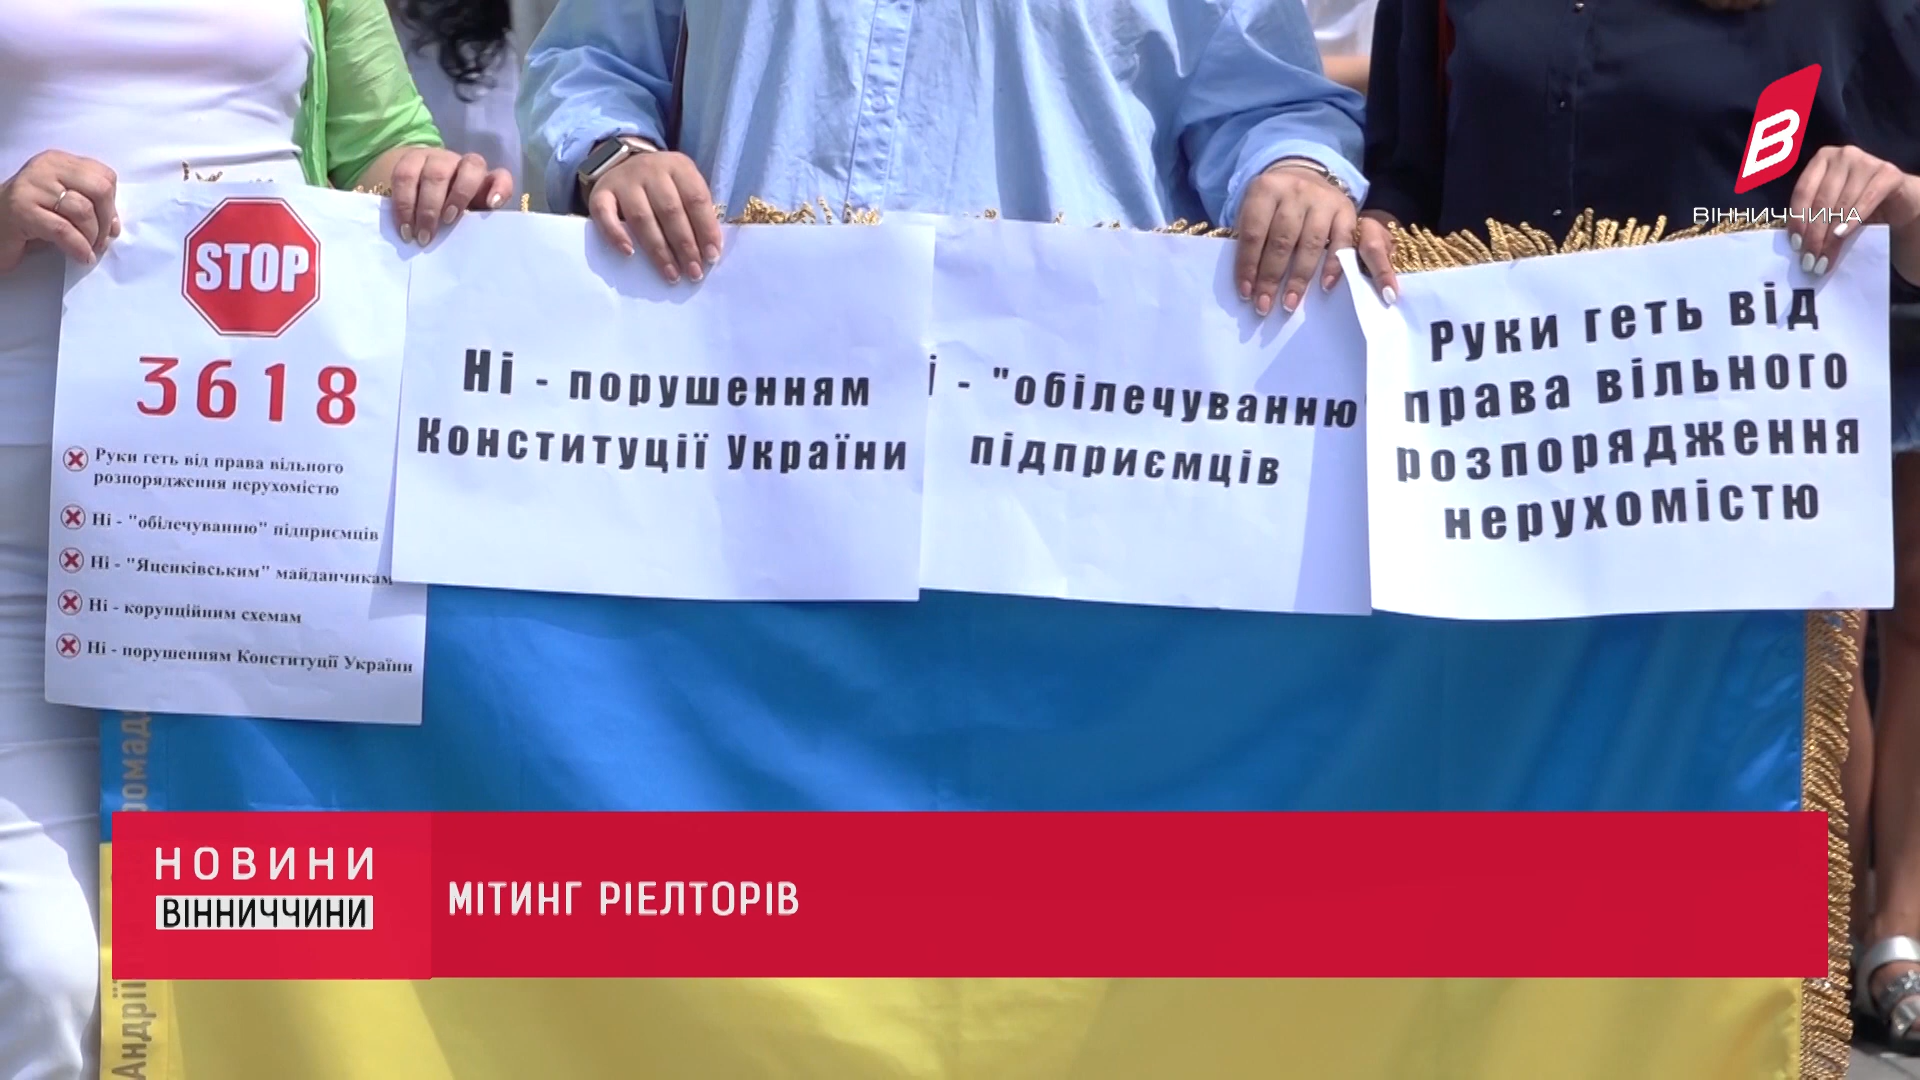 ВІННИЧЧИНА
STOP
3618
Руки геть від права вільного
розпорядження нерухомістю
Ні - "обілечуванню" підприємців
Ні - "Яценківським" майданчикам
Ні - корупційним схемам
Ні - порушенням Конституції України
Ні - порушенням
Конституції України
і - "обілечуванню"
підприємців
Руки геть від
права вільного
розпорядження
нерухомістю
НОВИНИ
ВІННИЧЧИНИ
МІТИНГ РІЕЛТОРІВ